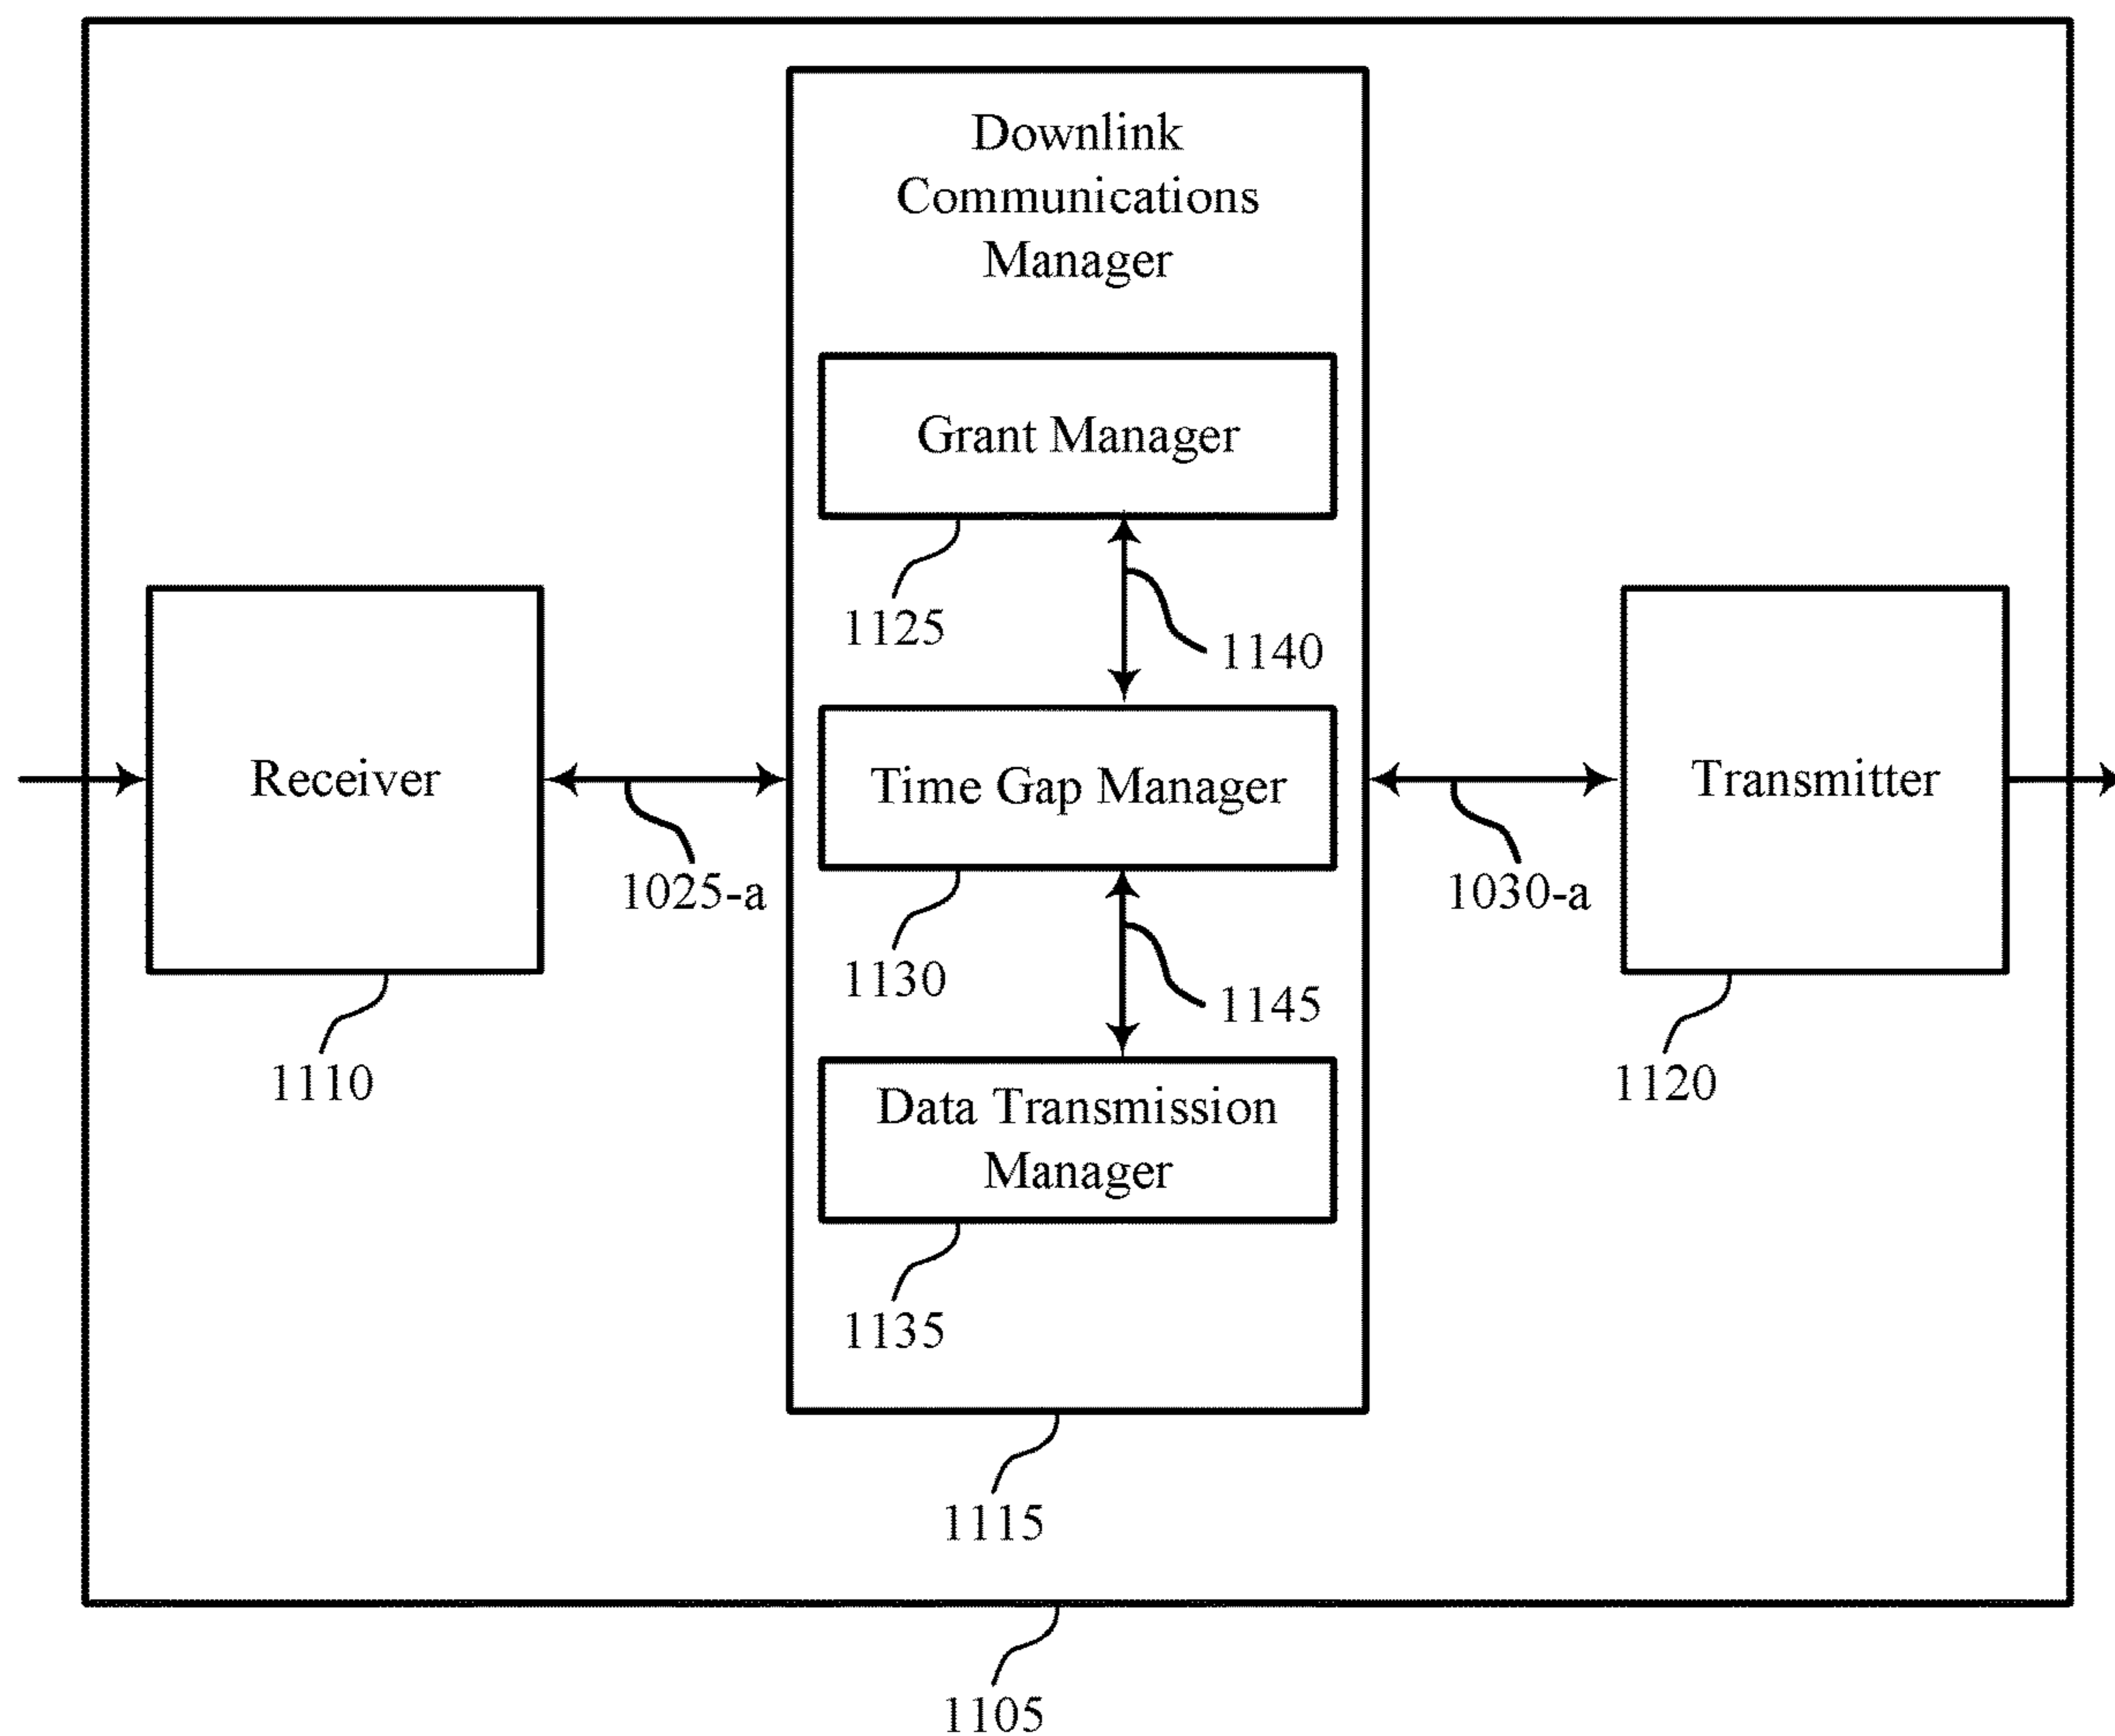 Downlink
Communications
Manager
Grant Manager
1125
1140
Receiver
Time Gap Manager
Transmitter
1025-a
1030-a
1130
1145
1110
1120
Data Transmission
Manager
1135
1115
1105